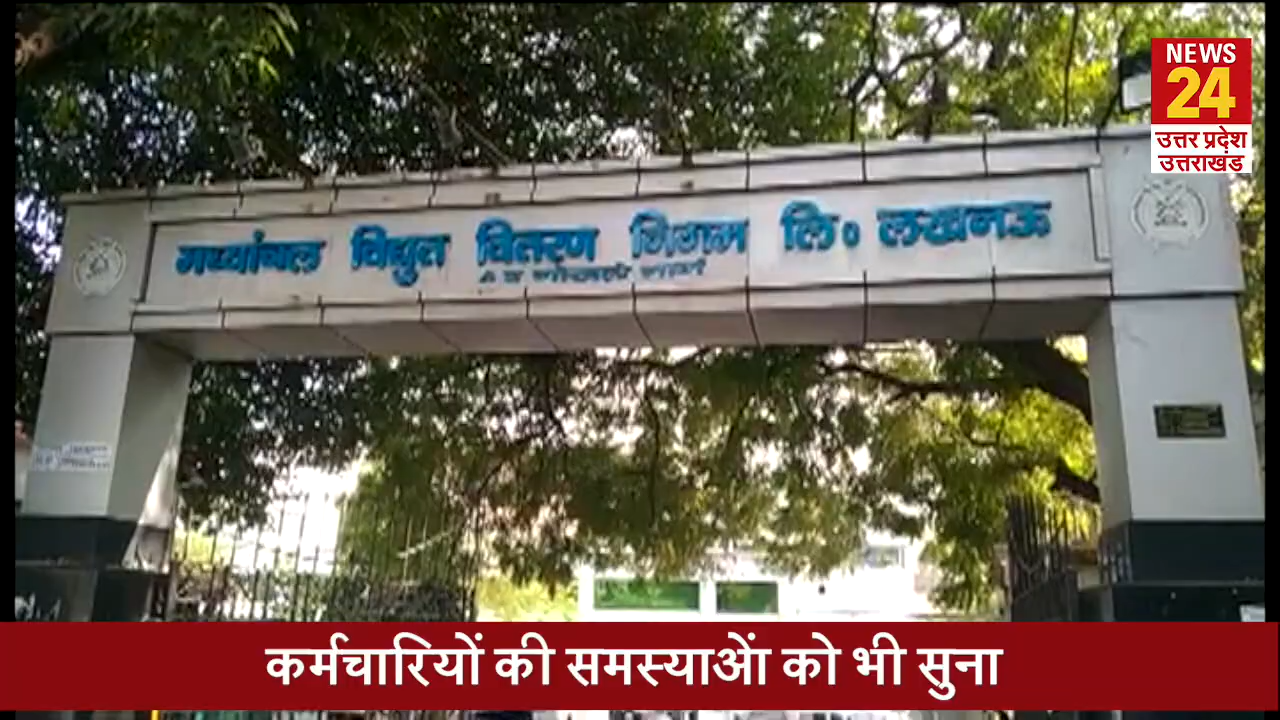 NEWS
24
उत्तर प्रदेश
उत्तराखंड
मध्यांचल विद्युत वितरण निगम लि० लखनऊ
कर्मचारियों की समस्याओं को भी सुना